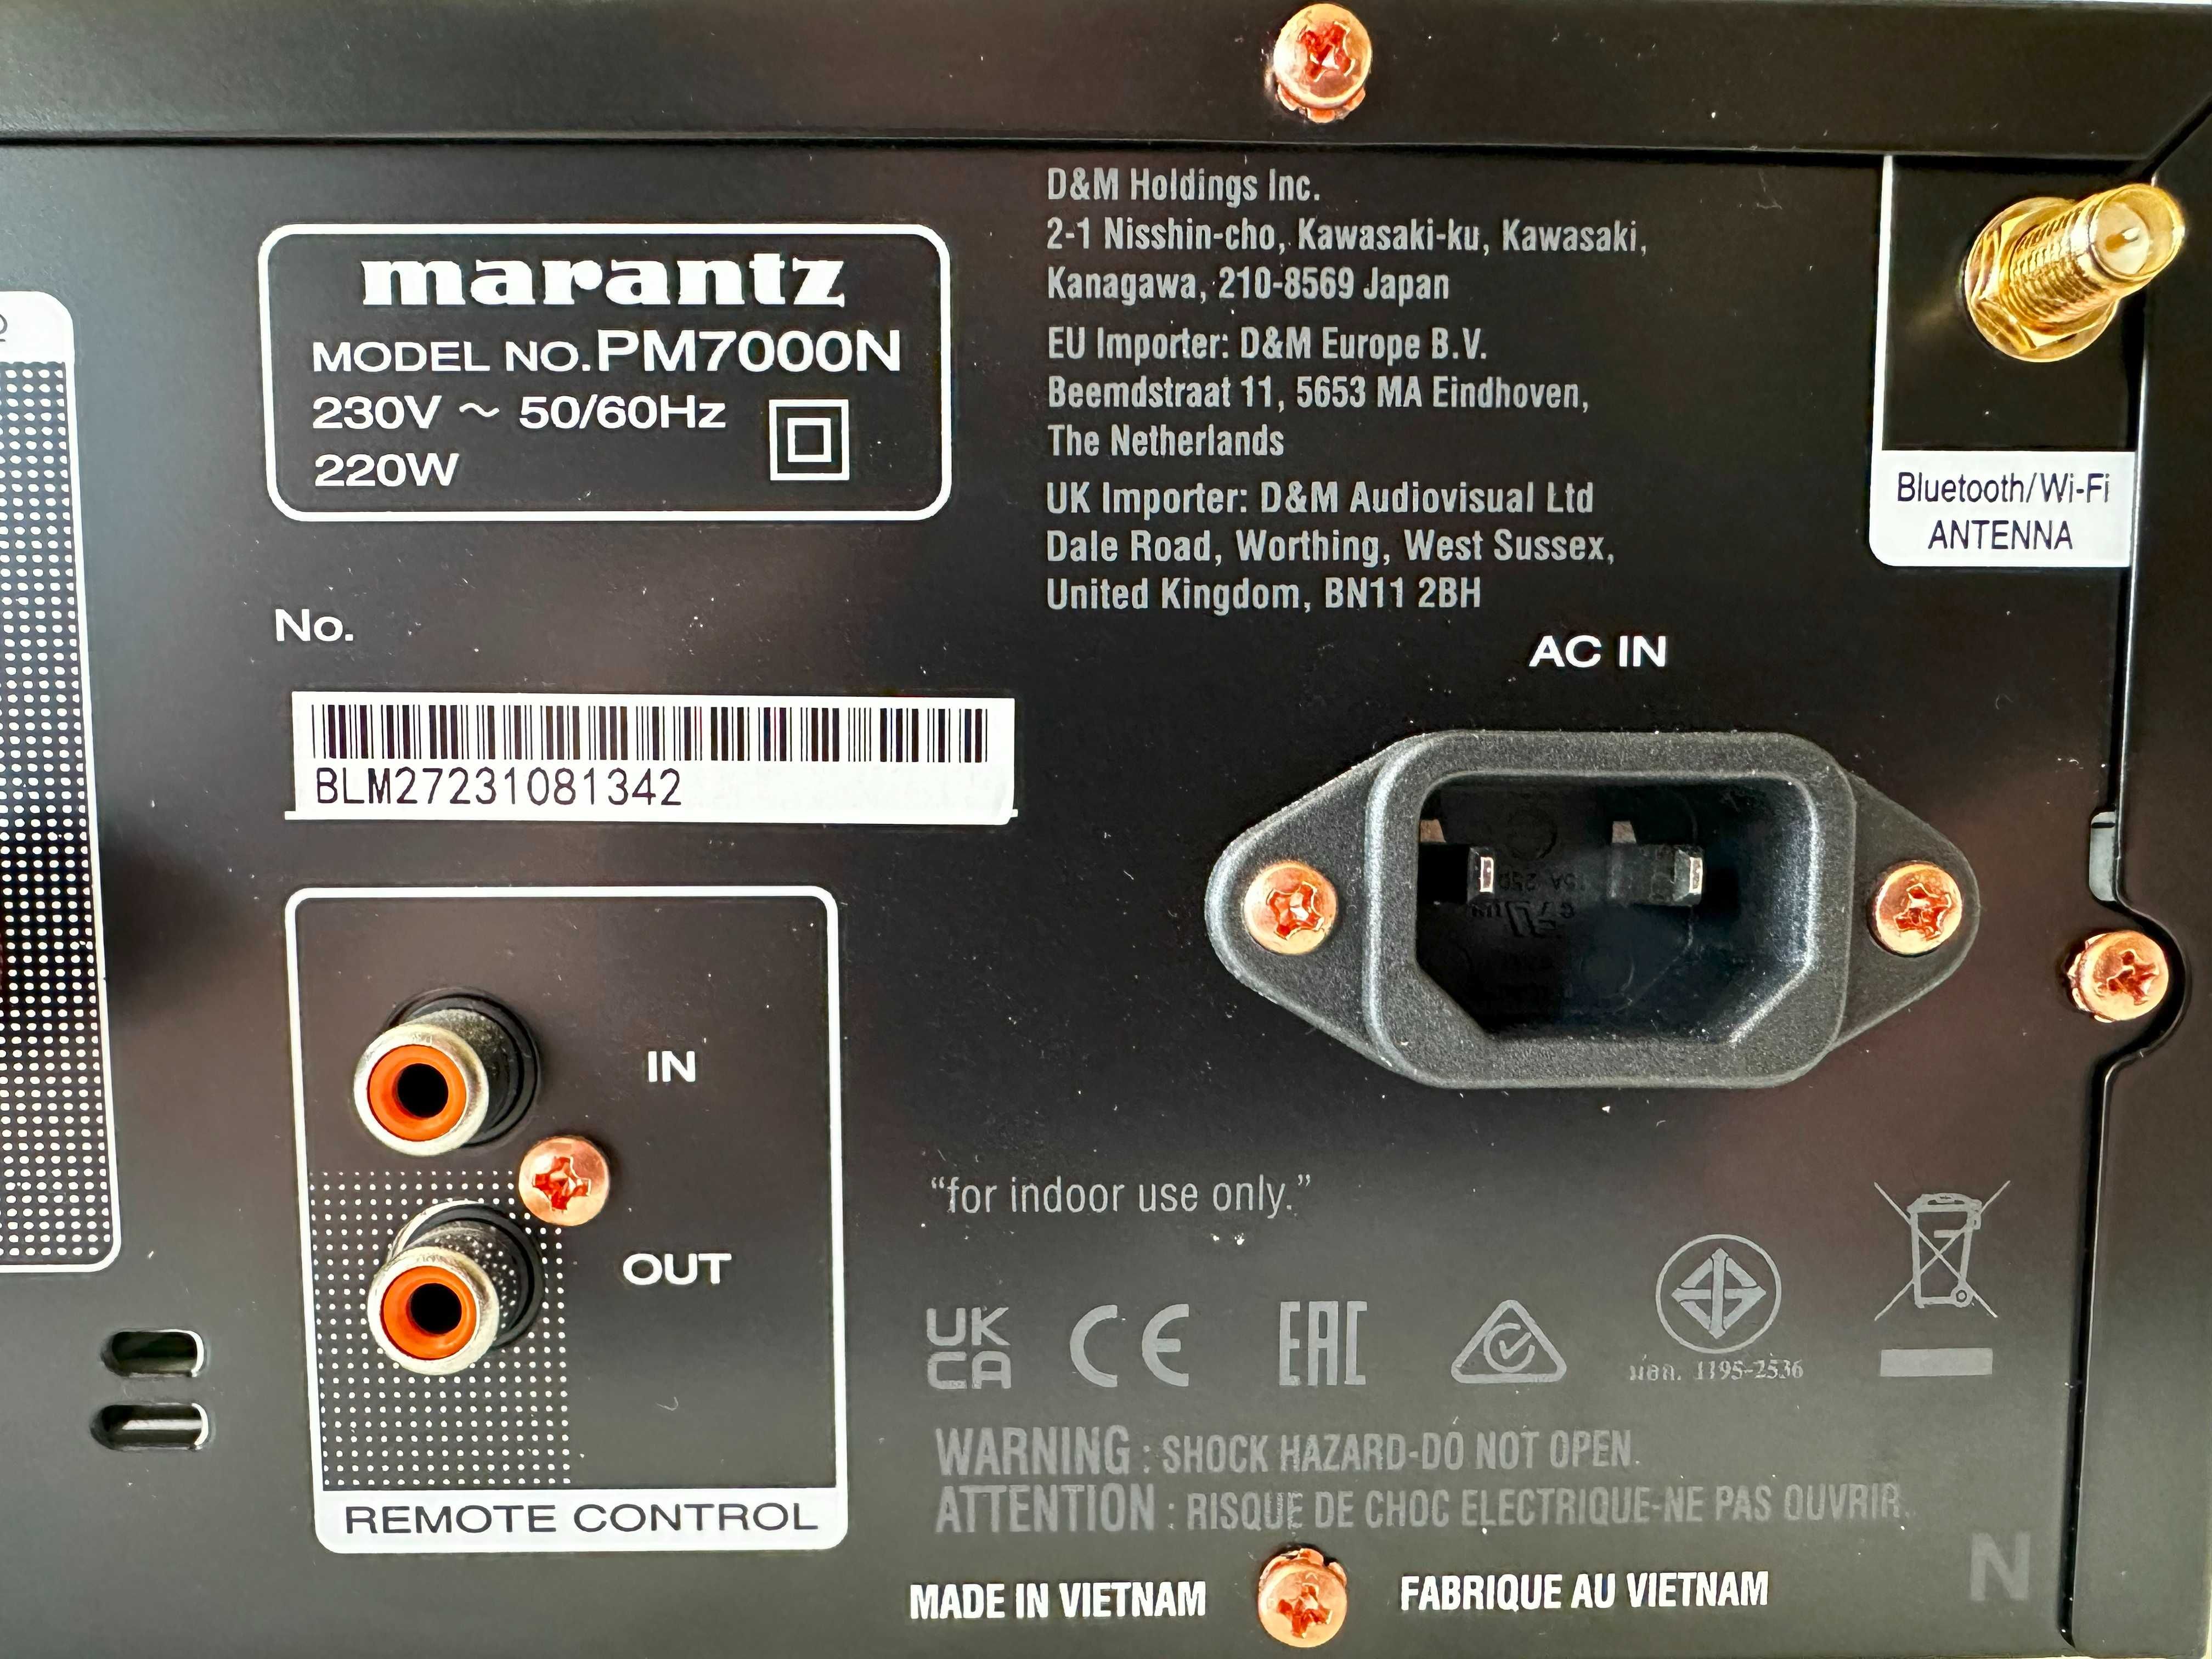 marantz
MODEL NO.PM7000N
230V ～ 50/60Hz
220W
No.
BLM27231081342
IN
OUT
REMOTE CONTROL
D&M Holdings Inc.
2-1 Nisshin-cho, Kawasaki-ku, Kawasaki,
Kanagawa, 210-8569 Japan
EU Importer: D&M Europe B.V.
Beemdstraat 11, 5653 MA Eindhoven,
The Netherlands
UK Importer: D&M Audiovisual Ltd
Dale Road, Worthing, West Sussex,
United Kingdom, BN11 2BH
Bluetooth/Wi-Fi
ANTENNA
AC IN
“for indoor use only.”
UK
CA
CE
EAC
มอก. 1195-2536
WARNING : SHOCK HAZARD-DO NOT OPEN.
ATTENTION : RISQUE DE CHOC ELECTRIQUE-NE PAS OUVRIR.
N
MADE IN VIETNAM
FABRIQUE AU VIETNAM